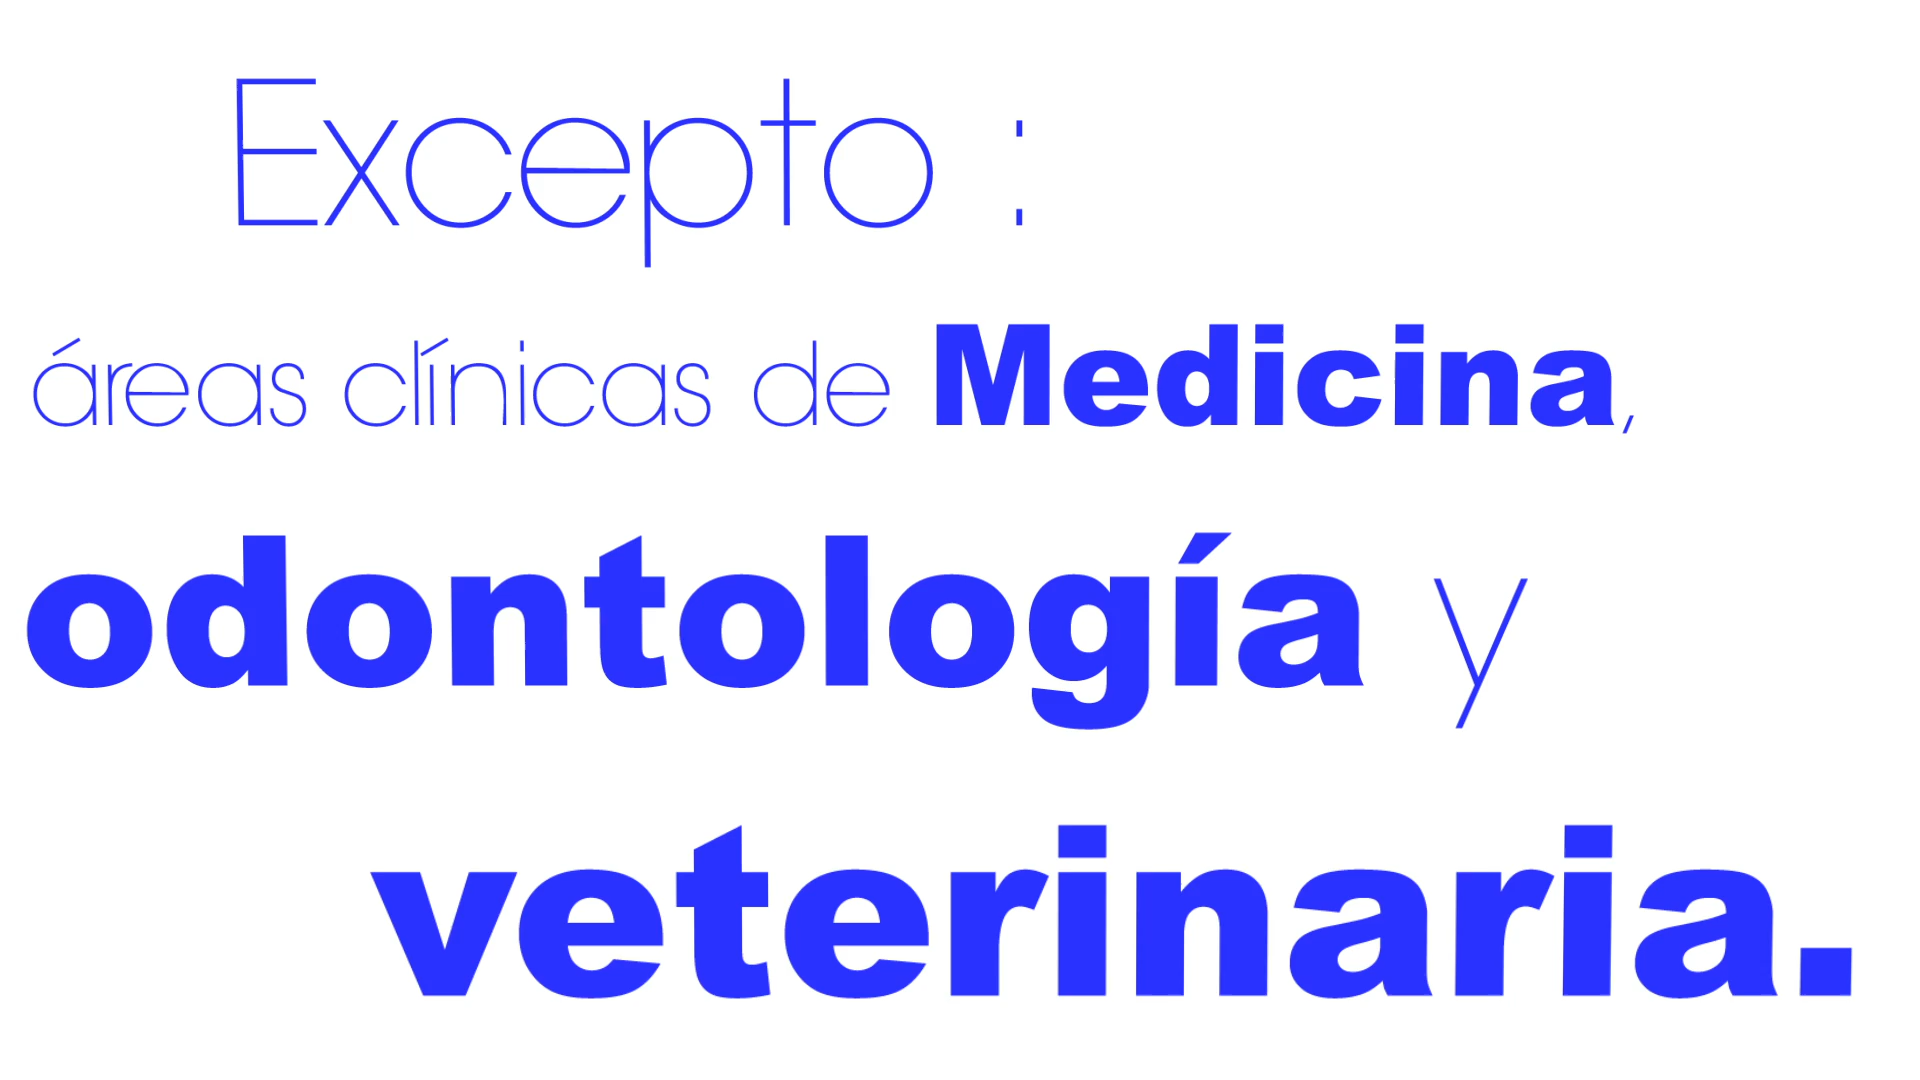 Excepto :
áreas clínicas de Medicina,
odontología y
veterinaria.